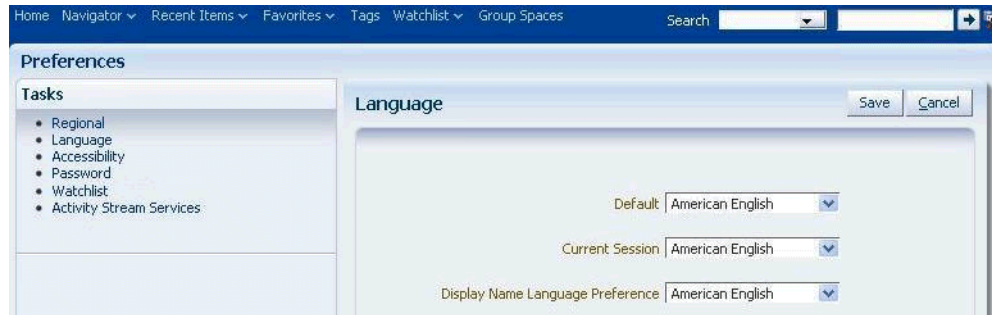 Home Navigator Recent Items Favorites Tags Watchlist Group Spaces Search
Preferences
Tasks
Regional
Language
Accessibility
Password
Watchlist
Activity Stream Services
Language Save Cancel
Default American English
Current Session American English
Display Name Language Preference American English